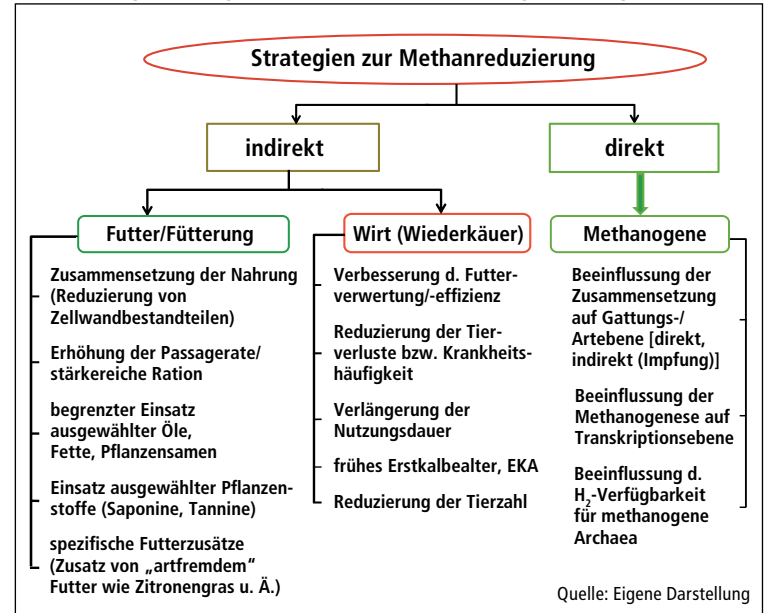 Strategien zur Methanreduzierung
indirekt
direkt
Futter/Fütterung
Zusammensetzung der Nahrung
(Reduzierung von
Zellwandbestandteilen)
Erhöhung der Passagerate/
stärkereiche Ration
begrenzter Einsatz
ausgewählter Öle,
Fette, Pflanzensamen
Einsatz ausgewählter Pflanzen-
stoffe (Saponine, Tannine)
spezifische Futterzusätze
(Zusatz von „artfremdem“
Futter wie Zitronengras u. Ä.)
Wirt (Wiederkäuer)
Verbesserung d. Futter-
verwertung/-effizienz
Reduzierung der Tier-
verluste bzw. Krankheits-
häufigkeit
Verlängerung der
Nutzungsdauer
frühes Erstkalbealter, EKA
Reduzierung der Tierzahl
Methanogene
Beeinflussung der
Zusammensetzung
auf Gattungs-/
Artebene [direkt,
indirekt (Impfung)]
Beeinflussung der
Methanogenese auf
Transkriptionsebene
Beeinflussung d.
H₂-Verfügbarkeit
für methanogene
Archaea
Quelle: Eigene Darstellung